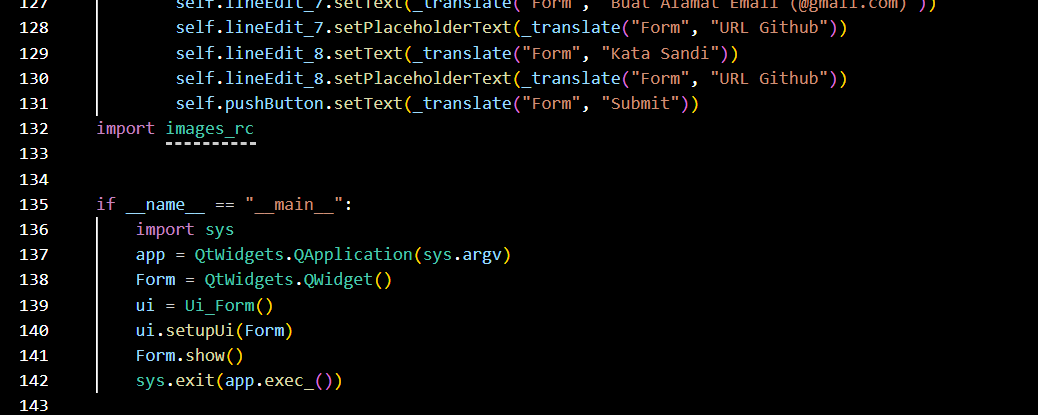 127 self.lineEdit_7.setText(_translate("Form", "Buat Alamat Email (@gmail.com)"))
128 self.lineEdit_7.setPlaceholderText(_translate("Form", "URL Github"))
129 self.lineEdit_8.setText(_translate("Form", "Kata Sandi"))
130 self.lineEdit_8.setPlaceholderText(_translate("Form", "URL Github"))
131 self.pushButton.setText(_translate("Form", "Submit"))
132 import images_rc
133
134
135 if __name__ == "__main__":
136 import sys
137 app = QtWidgets.QApplication(sys.argv)
138 Form = QtWidgets.QWidget()
139 ui = Ui_Form()
140 ui.setupUi(Form)
141 Form.show()
142 sys.exit(app.exec_())
143